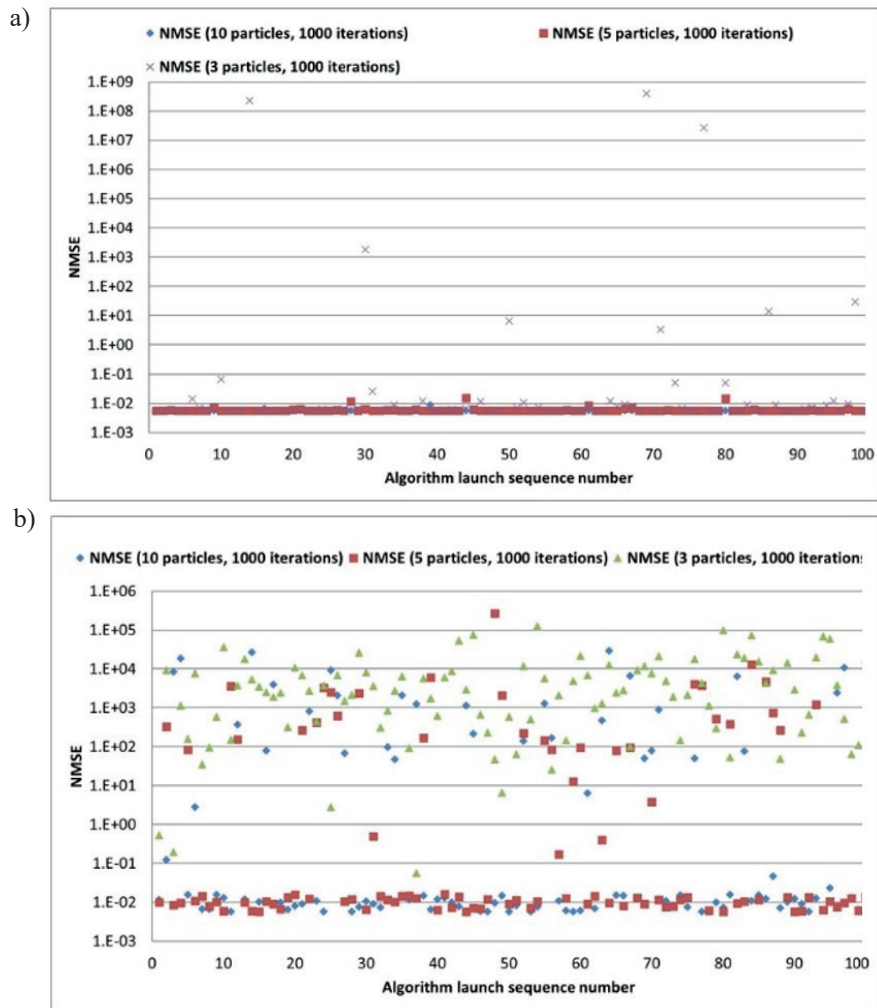 a)
NMSE (10 particles, 1000 iterations) NMSE (5 particles, 1000 iterations)
NMSE (3 particles, 1000 iterations)
1.E+09
1.E+08
1.E+07
1.E+06
1.E+05
1.E+04
1.E+03
1.E+02
1.E+01
1.E+00
1.E-01
1.E-02
1.E-03
NMSE
0 10 20 30 40 50 60 70 80 90 100
Algorithm launch sequence number
b)
NMSE (10 particles, 1000 iterations) NMSE (5 particles, 1000 iterations) NMSE (3 particles, 1000 iterations
1.E+06
1.E+05
1.E+04
1.E+03
1.E+02
1.E+01
1.E+00
1.E-01
1.E-02
1.E-03
NMSE
0 10 20 30 40 50 60 70 80 90 100
Algorithm launch sequence number